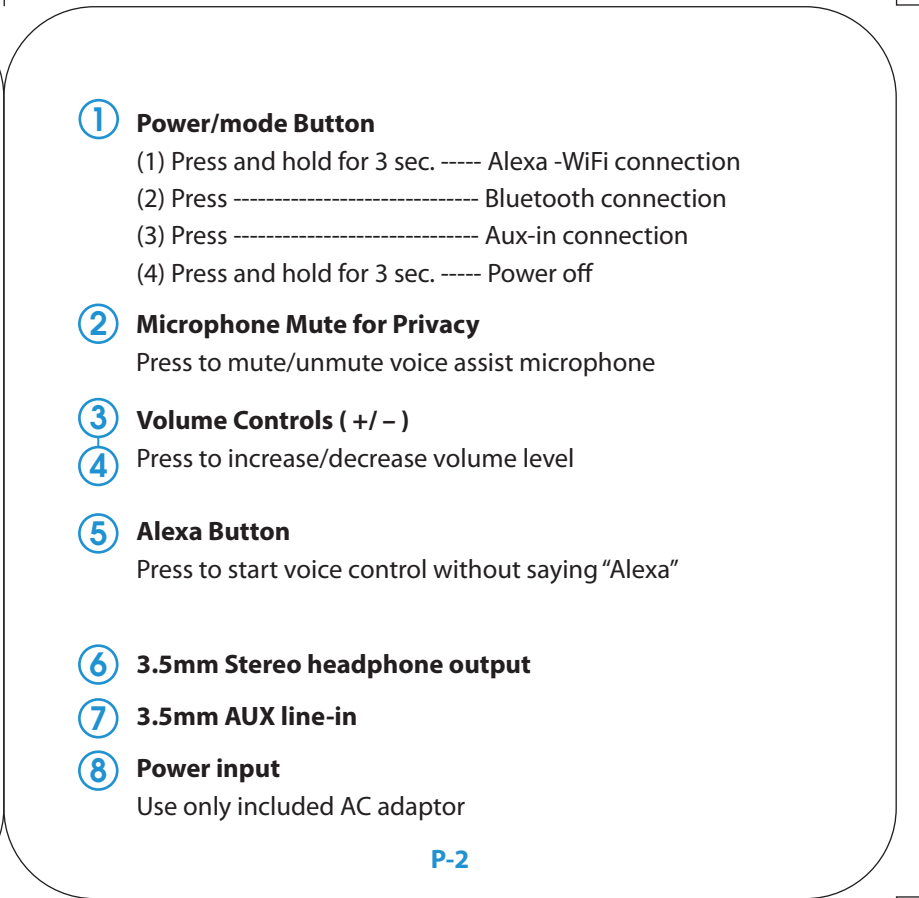 1 Power/mode Button
(1) Press and hold for 3 sec. ----- Alexa -WiFi connection
(2) Press ------------------------------ Bluetooth connection
(3) Press ------------------------------ Aux-in connection
(4) Press and hold for 3 sec. ----- Power off
2 Microphone Mute for Privacy
Press to mute/unmute voice assist microphone
3 Volume Controls ( +/ – )
4 Press to increase/decrease volume level
5 Alexa Button
Press to start voice control without saying “Alexa”
6 3.5mm Stereo headphone output
7 3.5mm AUX line-in
8 Power input
Use only included AC adaptor
P-2